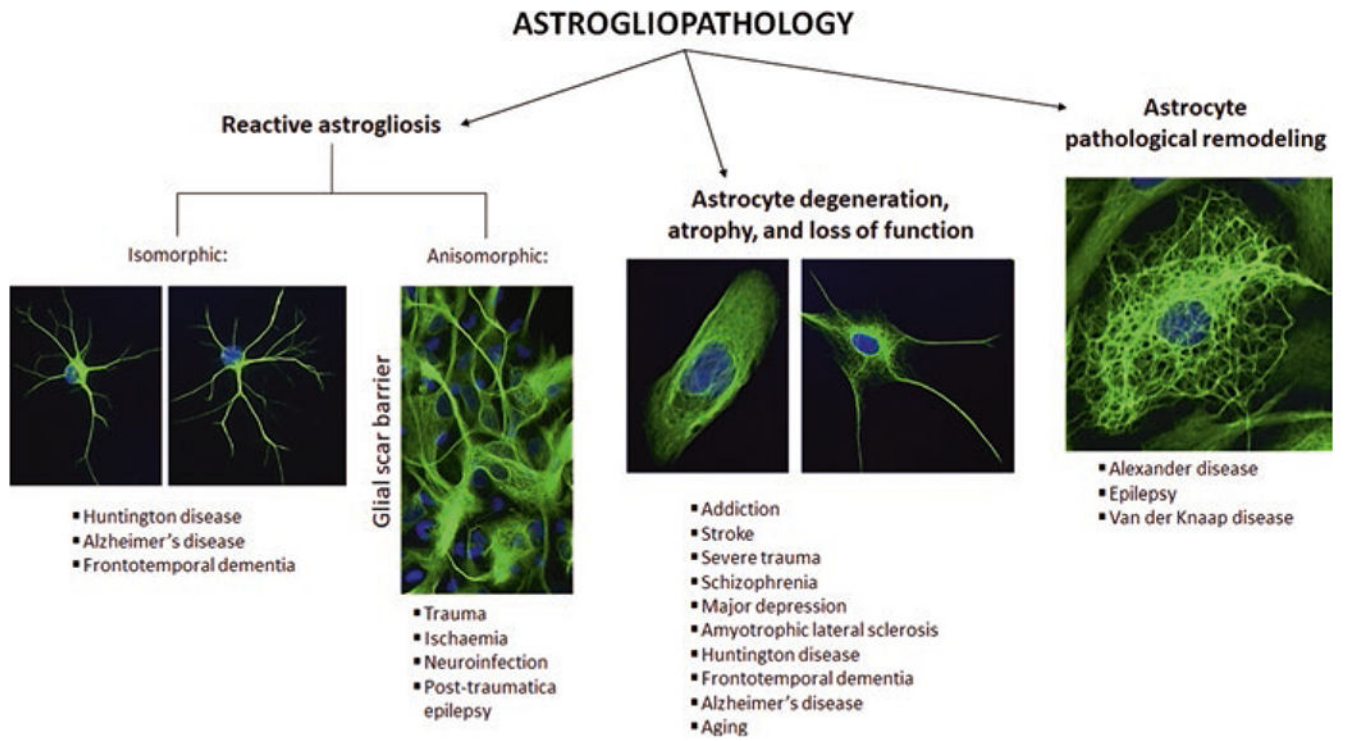 ASTROGLIOPATHOLOGY
Reactive astrogliosis
Isomorphic:
▪ Huntington disease
▪ Alzheimer's disease
▪ Frontotemporal dementia
Anisomorphic:
Glial scar barrier
▪ Trauma
▪ Ischaemia
▪ Neuroinfection
▪ Post-traumatica
epilepsy
Astrocyte degeneration,
atrophy, and loss of function
▪ Addiction
▪ Stroke
▪ Severe trauma
▪ Schizophrenia
▪ Major depression
▪ Amyotrophic lateral sclerosis
▪ Huntington disease
▪ Frontotemporal dementia
▪ Alzheimer's disease
▪ Aging
Astrocyte
pathological remodeling
▪ Alexander disease
▪ Epilepsy
▪ Van der Knaap disease